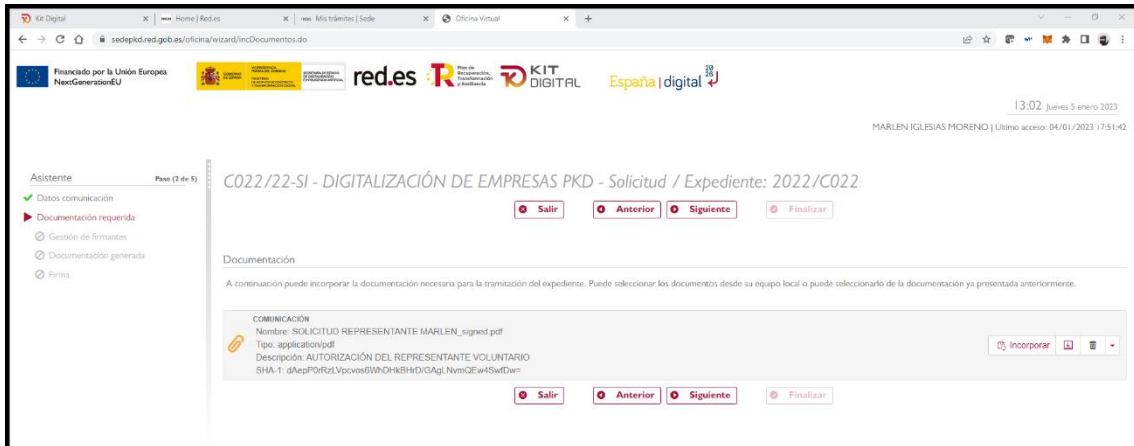 Kit Digital
Home | Red.es
Mis trámites | Sede
Oficina Virtual
sedepkd.red.gob.es/oficina/wizard/incDocumentos.do
Financiado por la Unión Europea
NextGenerationEU
GOBIERNO
DE ESPAÑA
red.es
Plan de
Recuperación,
Transformación
y Resiliencia
KIT
DIGITAL
España | digital
13:02 Jueves 5 enero 2023
MARLEN IGLESIAS MORENO | Último acceso: 04/01/2023 17:51:42
Asistente Paso (2 de 5)
Datos comunicación
Documentación requerida
Gestión de firmantes
Documentación generada
Firma
C022/22-SI - DIGITALIZACIÓN DE EMPRESAS PKD - Solicitud / Expediente: 2022/C022
Salir Anterior Siguiente Finalizar
Documentación
A continuación puede incorporar la documentación necesaria para la tramitación del expediente. Puede seleccionar los documentos desde su equipo local o puede seleccionarlo de la documentación ya presentada anteriormente.
COMUNICACIÓN
Nombre: SOLICITUD REPRESENTANTE MARLEN_signed.pdf
Tipo: application/pdf
Descripción: AUTORIZACIÓN DEL REPRESENTANTE VOLUNTARIO
SHA-1: dAepP0rRzLVpcvos6WhDHkBHrD/GAgLNvmQEw4SwfDw=
Incorporar
Salir Anterior Siguiente Finalizar